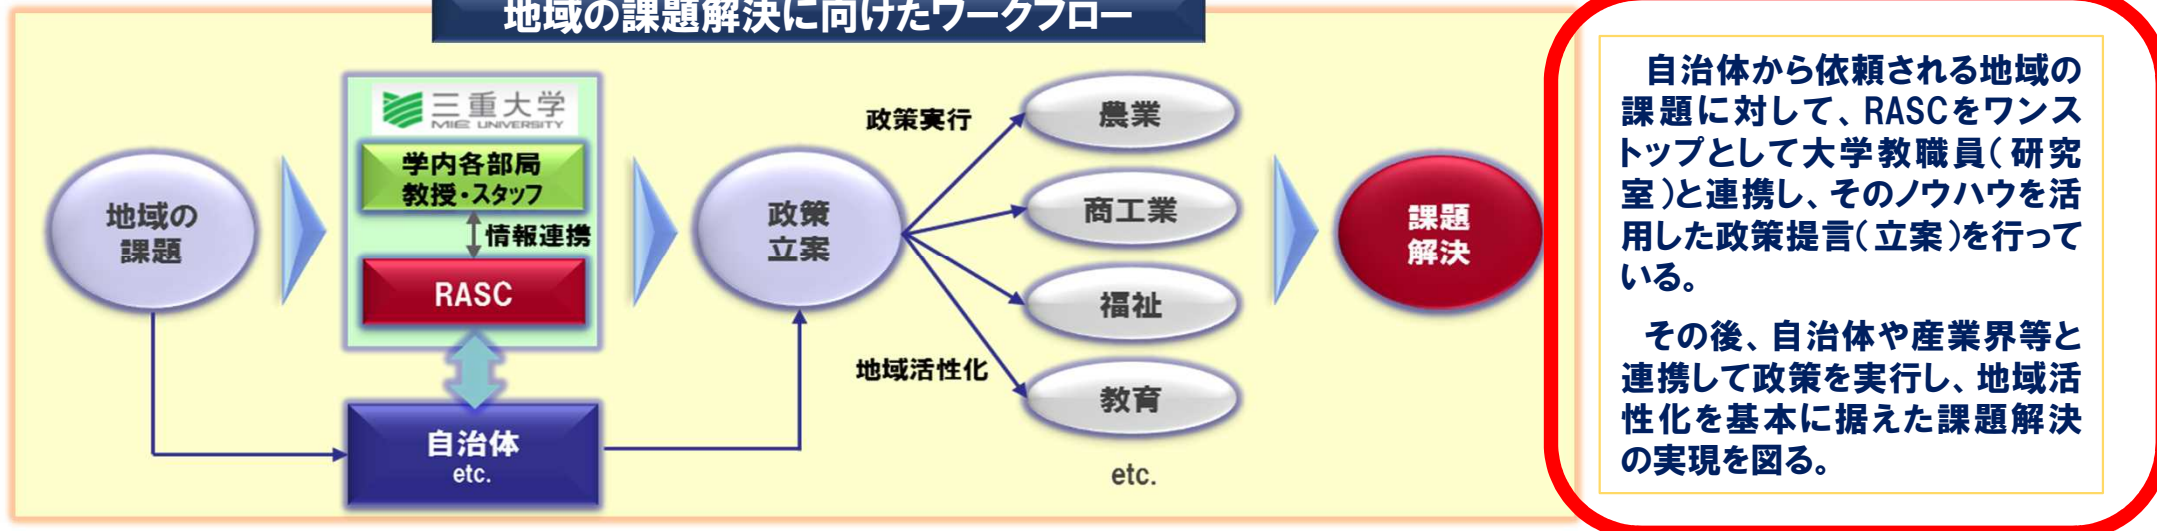 地域の課題解決に向けたワークフロー
地域の
課題
三重大学
MIE UNIVERSITY
学内各部局
教授・スタッフ
情報連携
RASC
自治体
etc.
政策
立案
政策実行
地域活性化
農業
商工業
福祉
教育
etc.
課題
解決
自治体から依頼される地域の
課題に対して、RASCをワンス
トップとして大学教職員(研究
室)と連携し、そのノウハウを活
用した政策提言(立案)を行って
いる。
その後、自治体や産業界等と
連携して政策を実行し、地域活
性化を基本に据えた課題解決
の実現を図る。